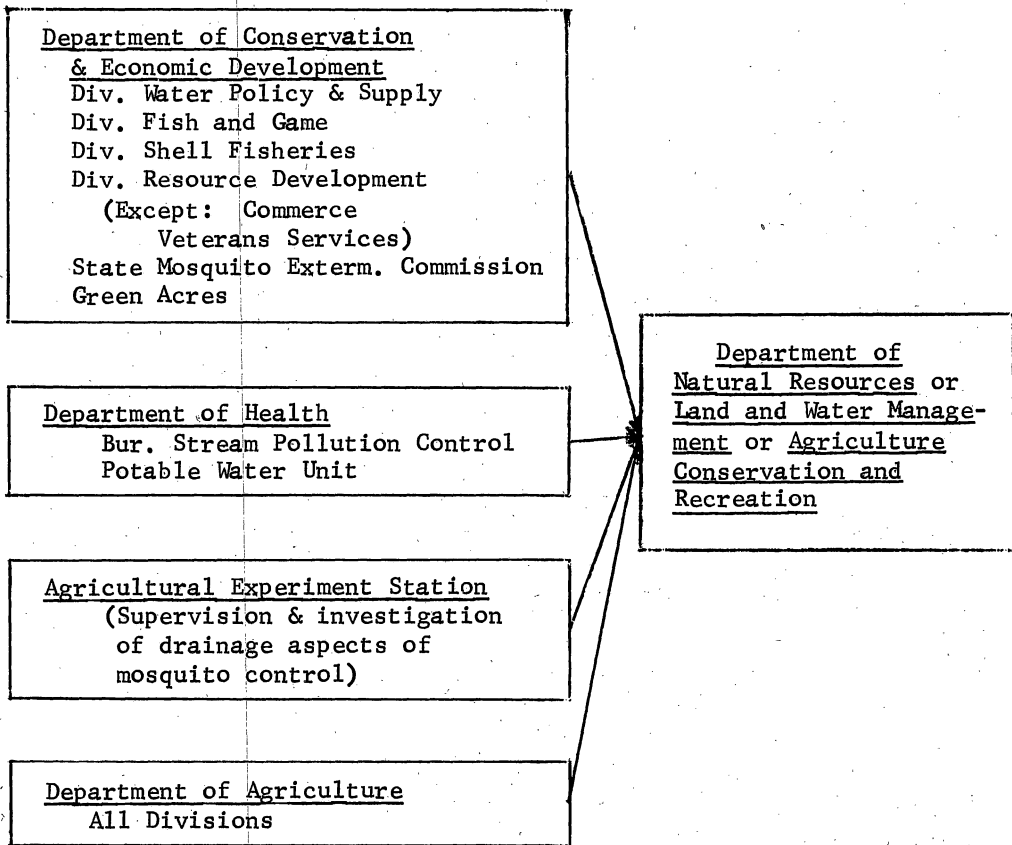 Department of Conservation
& Economic Development
Div. Water Policy & Supply
Div. Fish and Game
Div. Shell Fisheries
Div. Resource Development
(Except: Commerce
Veterans Services)
State Mosquito Exterm. Commission
Green Acres
Department of Health
Bur. Stream Pollution Control
Potable Water Unit
Agricultural Experiment Station
(Supervision & investigation
of drainage aspects of
mosquito control)
Department of Agriculture
All Divisions
Department of
Natural Resources or
Land and Water Manage-
ment or Agriculture
Conservation and
Recreation